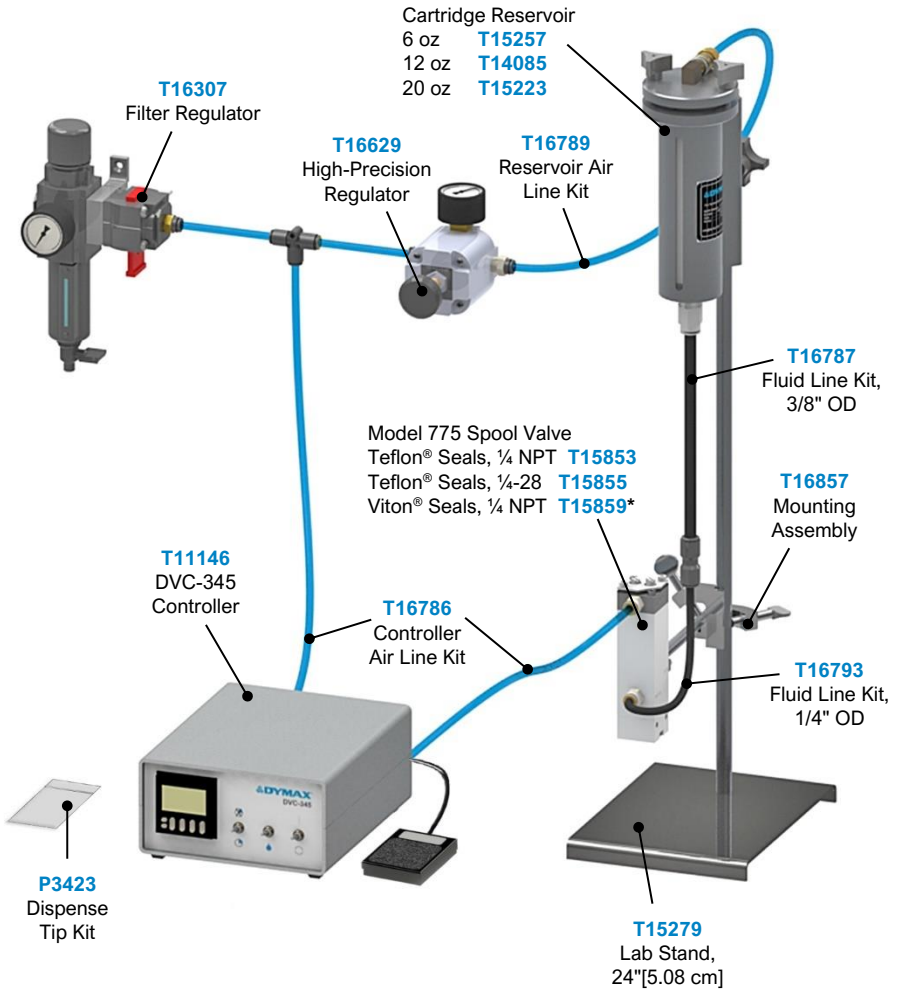 Cartridge Reservoir
6 oz T15257
12 oz T14085
20 oz T15223
T16307
Filter Regulator
T16629
High-Precision
Regulator
T16789
Reservoir Air
Line Kit
T16787
Fluid Line Kit,
3/8" OD
Model 775 Spool Valve
Teflon® Seals, ¼ NPT T15853
Teflon® Seals, ¼-28 T15855
Viton® Seals, ¼ NPT T15859*
T16857
Mounting
Assembly
T11146
DVC-345
Controller
T16786
Controller
Air Line Kit
T16793
Fluid Line Kit,
1/4" OD
DYMAX
DVC-345
P3423
Dispense
Tip Kit
T15279
Lab Stand,
24"[5.08 cm]